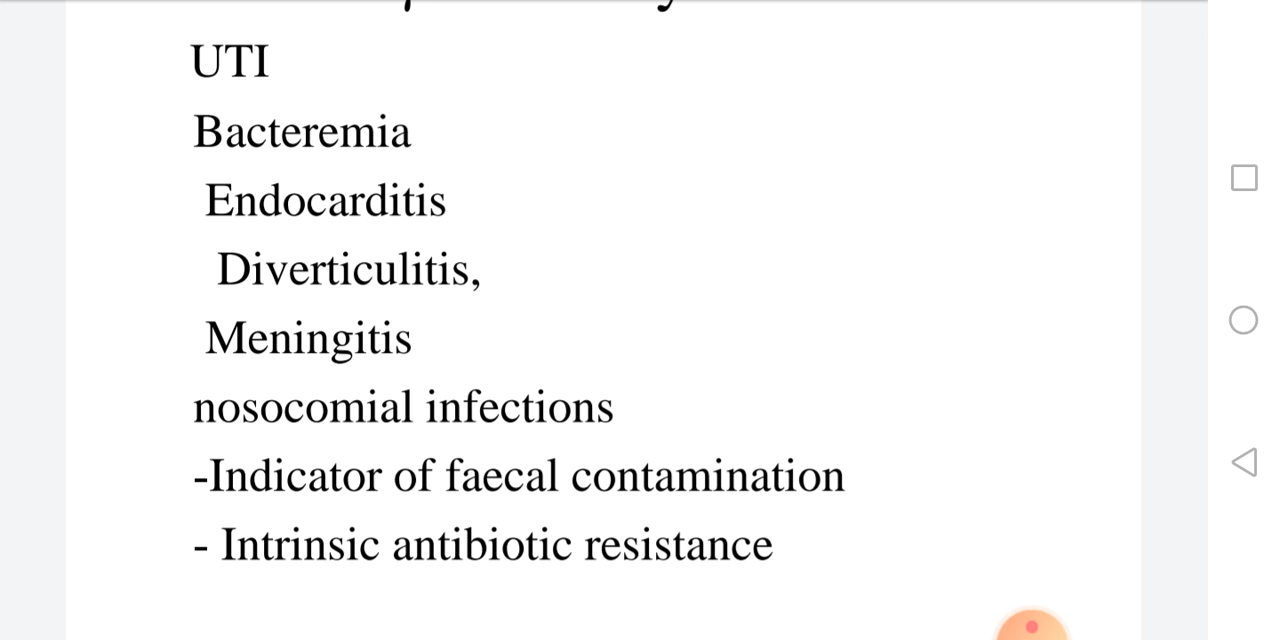 UTI
Bacteremia
Endocarditis
Diverticulitis,
Meningitis
nosocomial infections
-Indicator of faecal contamination
- Intrinsic antibiotic resistance